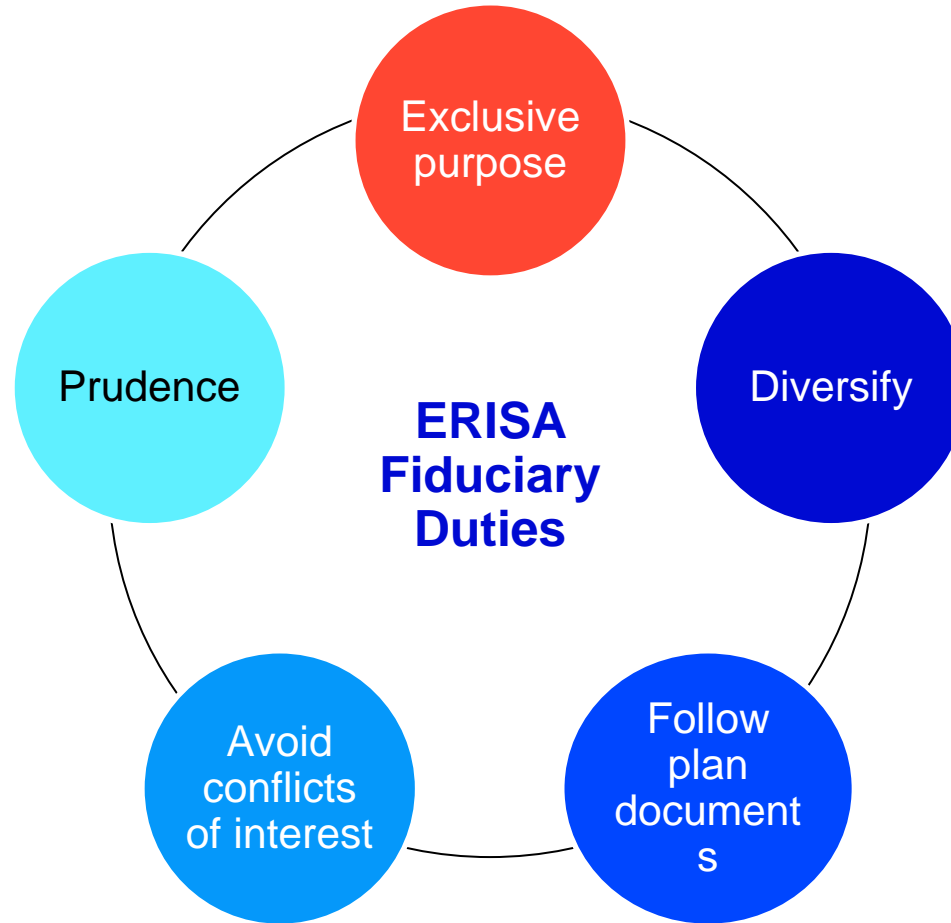 Exclusive
purpose
Diversify
Follow
plan
document
s
Avoid
conflicts
of interest
Prudence
ERISA
Fiduciary
Duties